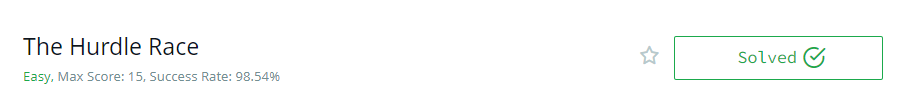 The Hurdle Race
Solved
Easy, Max Score: 15, Success Rate: 98.54%